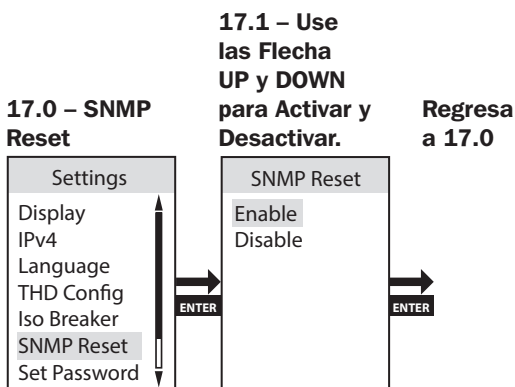 17.0 – SNMP
Reset
Settings
Display
IPv4
Language
THD Config
Iso Breaker
SNMP Reset
Set Password
ENTER
17.1 – Use
las Flecha
UP y DOWN
para Activar y
Desactivar.
SNMP Reset
Enable
Disable
ENTER
Regresa
a 17.0